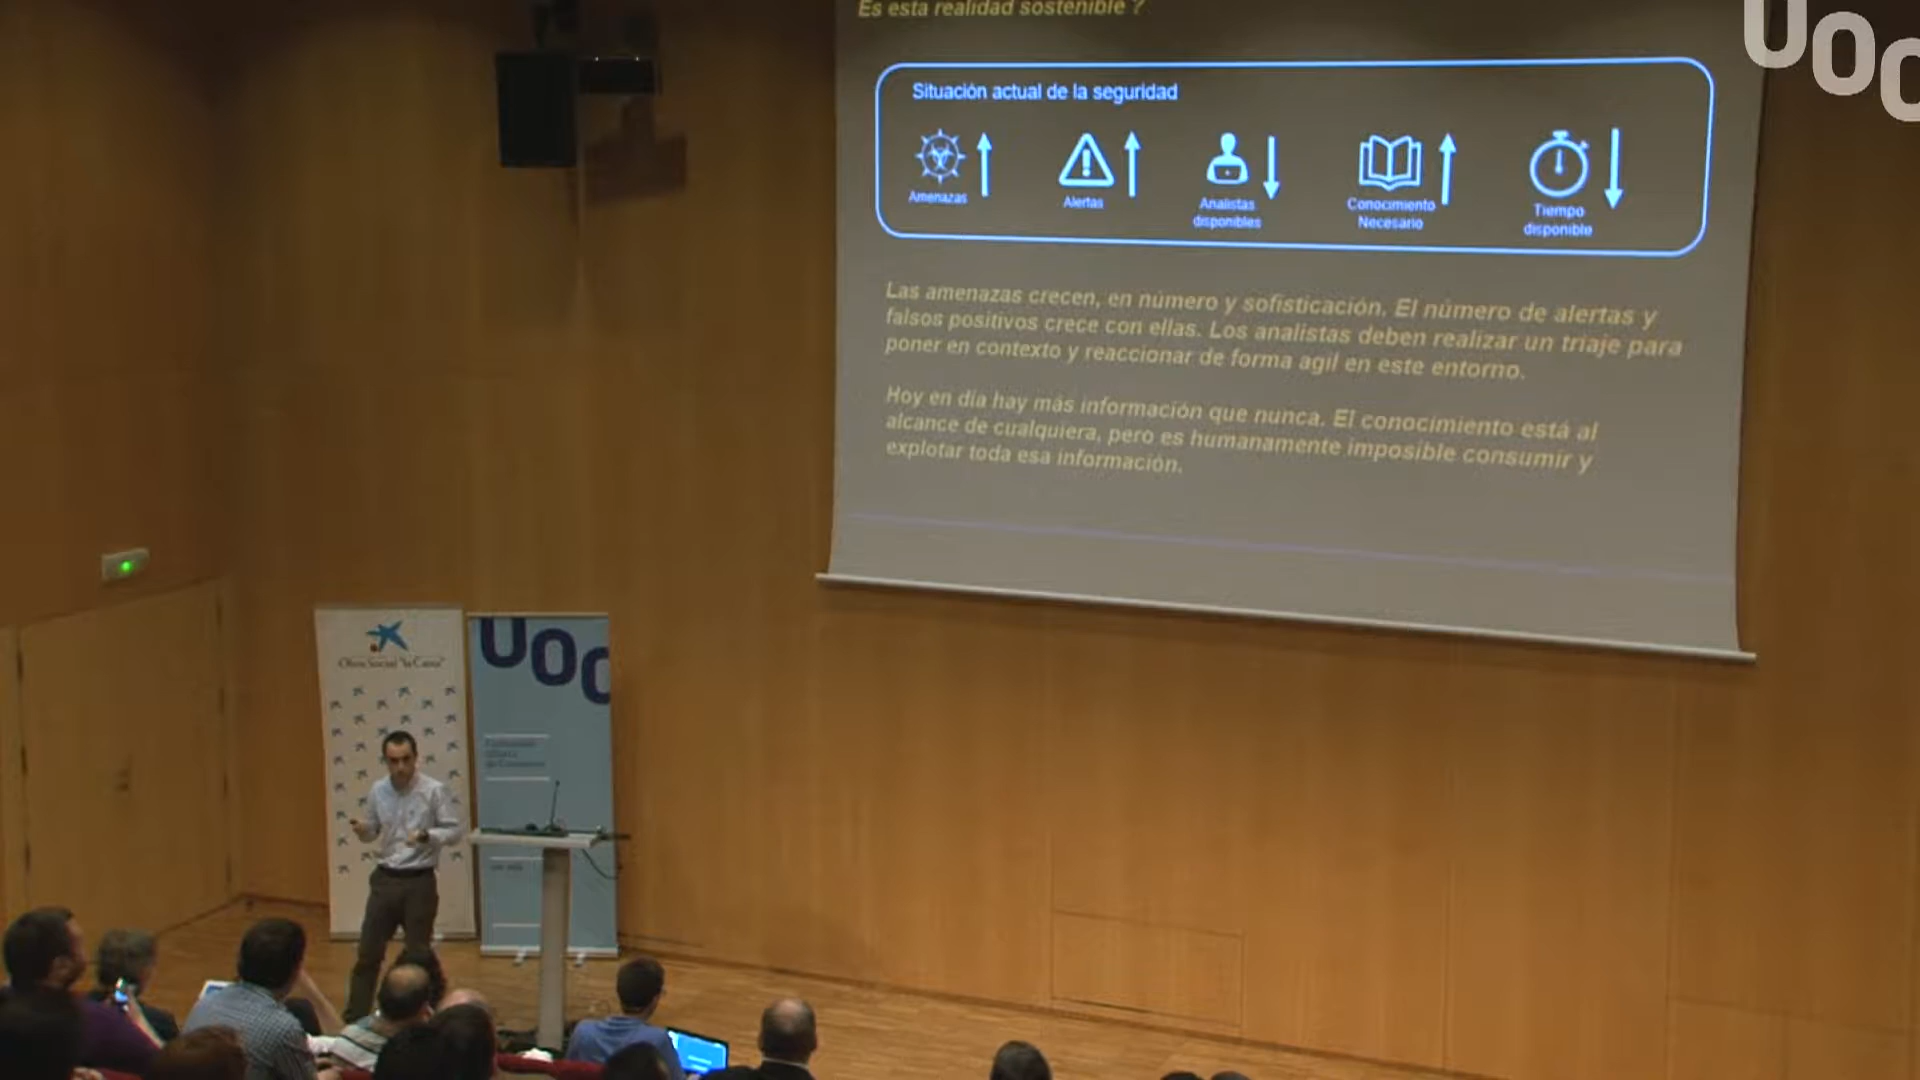 Es esta realidad sostenible ?
UOC
Situación actual de la seguridad
Amenazas
Alertas
Analistas
disponibles
Conocimiento
Necesario
Tiempo
disponible
Las amenazas crecen, en número y sofisticación. El número de alertas y
falsos positivos crece con ellas. Los analistas deben realizar un triaje para
poner en contexto y reaccionar de forma agil en este entorno.
Hoy en día hay más información que nunca. El conocimiento está al
alcance de cualquiera, pero es humanamente imposible consumir y
explotar toda esa información.
Obra Social "la Caixa"
UOC